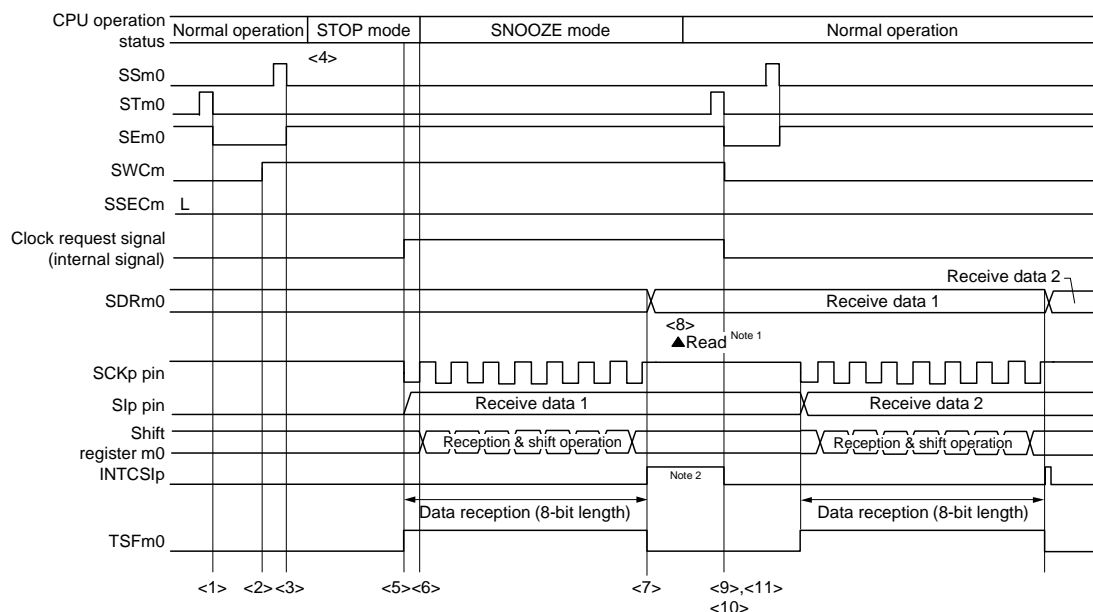 CPU operation
status
Normal operation
STOP mode
SNOOZE mode
Normal operation
<4>
SSm0
STm0
SEm0
SWCm
SSECm
L
Clock request signal
(internal signal)
Receive data 2
SDRm0
Receive data 1
<8>
▲Read Note 1
SCKp pin
SIp pin
Receive data 1
Receive data 2
Shift
register m0
Reception & shift operation
Reception & shift operation
INTCSIp
Note 2
Data reception (8-bit length)
Data reception (8-bit length)
TSFm0
<1>
<2>
<3>
<5>
<6>
<7>
<9>,
<11>
<10>